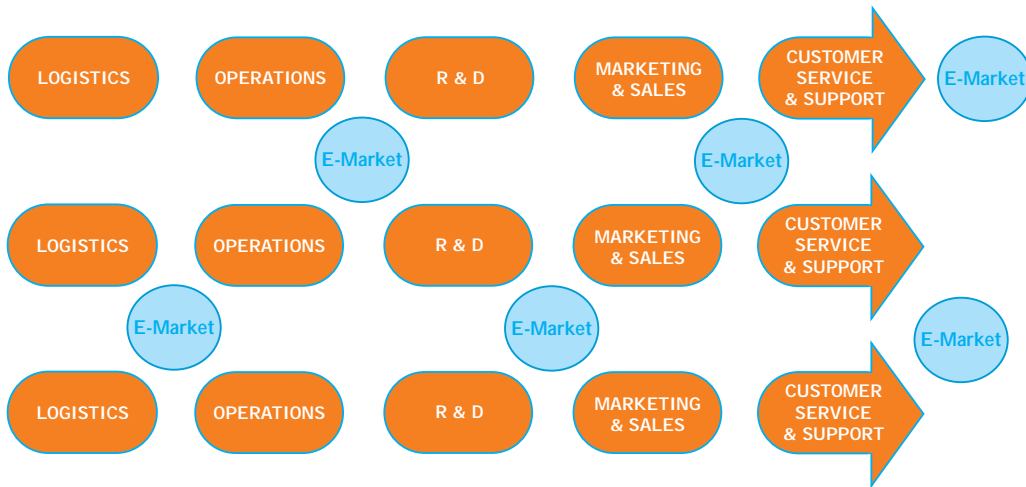 LOGISTICS
OPERATIONS
R & D
MARKETING
& SALES
CUSTOMER
SERVICE
& SUPPORT
E-Market
E-Market
E-Market
LOGISTICS
OPERATIONS
R & D
MARKETING
& SALES
CUSTOMER
SERVICE
& SUPPORT
E-Market
E-Market
E-Market
LOGISTICS
OPERATIONS
R & D
MARKETING
& SALES
CUSTOMER
SERVICE
& SUPPORT